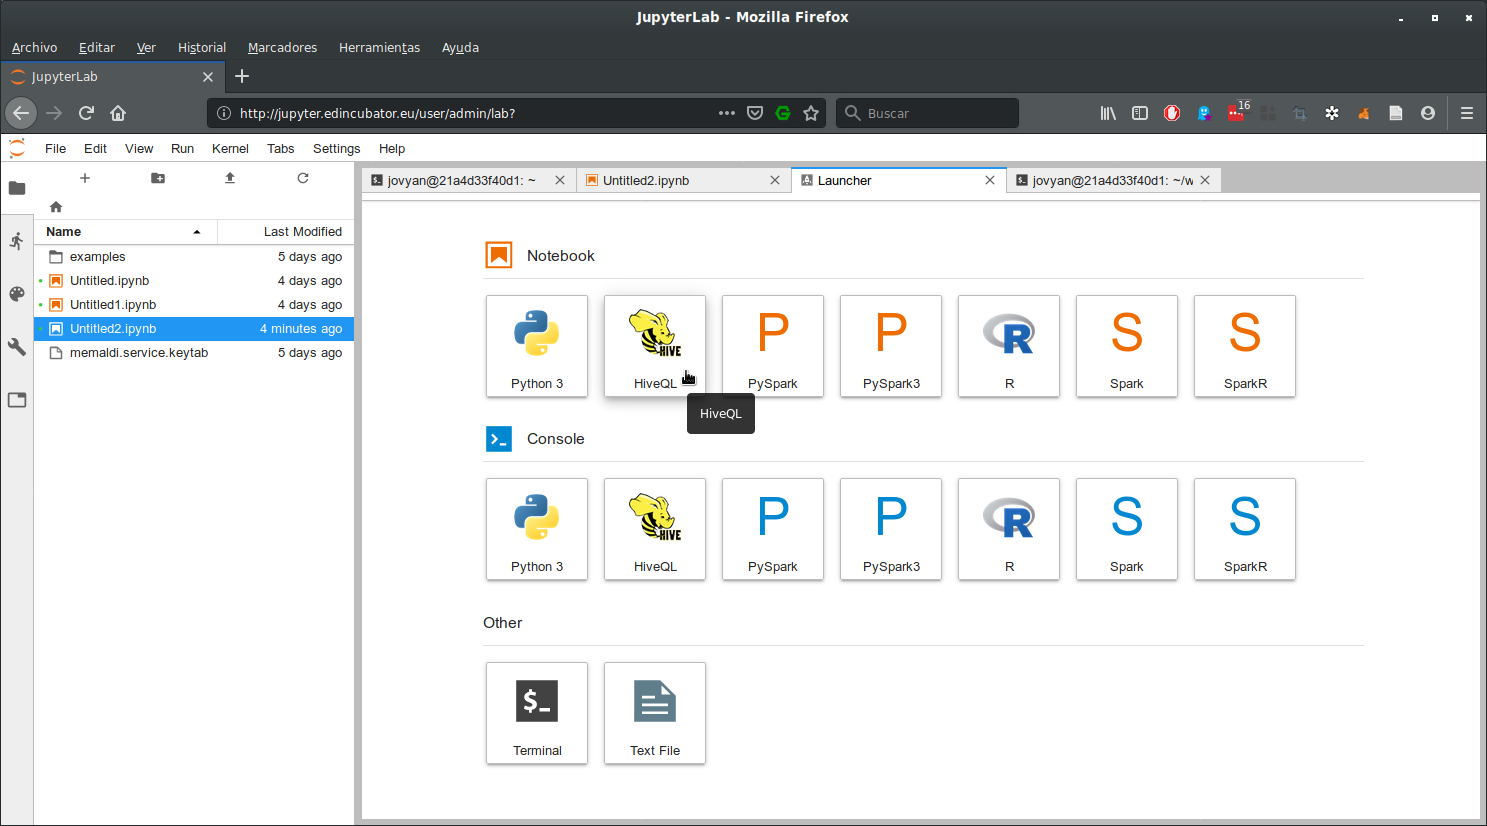 JupyterLab - Mozilla Firefox
Archivo Editar Ver Historial Marcadores Herramientas Ayuda
JupyterLab
http://jupyter.edincubator.eu/user/admin/lab?
Buscar
16
File Edit View Run Kernel Tabs Settings Help
jovyan@21a4d33f40d1: ~
Untitled2.ipynb
Launcher
jovyan@21a4d33f40d1: ~/w
Name Last Modified
examples 5 days ago
Untitled.ipynb 4 days ago
Untitled1.ipynb 4 days ago
Untitled2.ipynb 4 minutes ago
memaldi.service.keytab 5 days ago
Notebook
HIVE
P P R S S
Python 3 HiveQL PySpark PySpark3 R Spark SparkR
HiveQL
Console
HIVE
P P R S S
Python 3 HiveQL PySpark PySpark3 R Spark SparkR
Other
$_
Terminal Text File